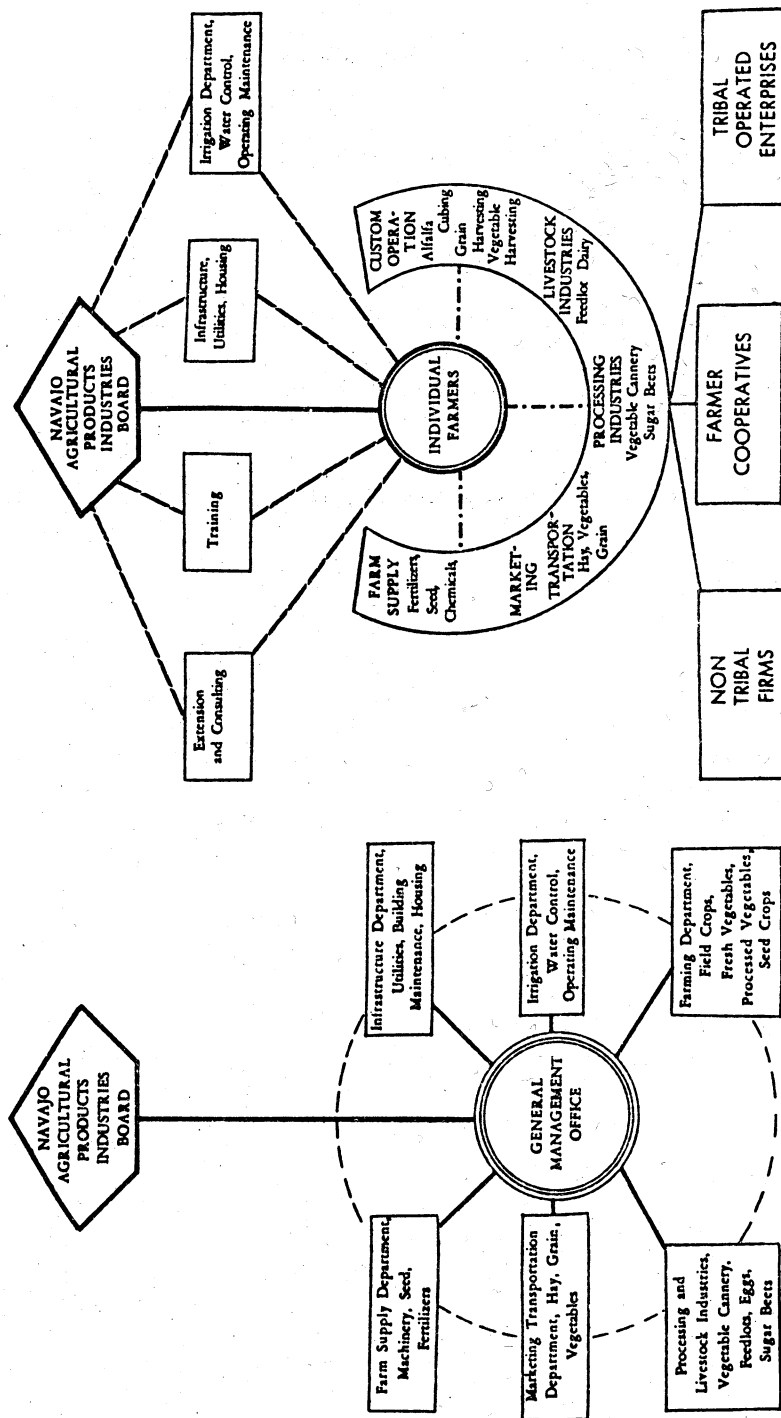 NAVAJO
AGRICULTURAL
PRODUCTS
INDUSTRIES
BOARD
Farm Supply Department,
Machinery, Seed,
Fertilizers
Infrastructure Department,
Utilities, Building
Maintenance, Housing
Marketing Transportation
Department, Hay, Grain,
Vegetables
GENERAL
MANAGEMENT
OFFICE
Irrigation Department,
Water Control,
Operating Maintenance
Processing and
Livestock Industries,
Vegetable Cannery,
Feedlots, Eggs,
Sugar Beets
Farming Department,
Field Crops,
Fresh Vegetables,
Processed Vegetables,
Seed Crops
NAVAJO
AGRICULTURAL
PRODUCTS
INDUSTRIES
BOARD
Extension
and Consulting
Training
Infrastructure,
Utilities, Housing
Irrigation Department,
Water Control,
Operating Maintenance
INDIVIDUAL
FARMERS
FARM
SUPPLY
Fertilizers,
Seed,
Chemicals,
MARKET-
ING
TRANSPOR-
TATION
Hay, Vegetables,
Grain
PROCESSING
INDUSTRIES
Vegetable Cannery
Sugar Beets
LIVESTOCK
INDUSTRIES
Feedlot Dairy
CUSTOM
OPERA-
TION
Alfalfa
Cubing
Grain
Harvesting
Vegetable
Harvesting
NON
TRIBAL
FIRMS
FARMER
COOPERATIVES
TRIBAL
OPERATED
ENTERPRISES